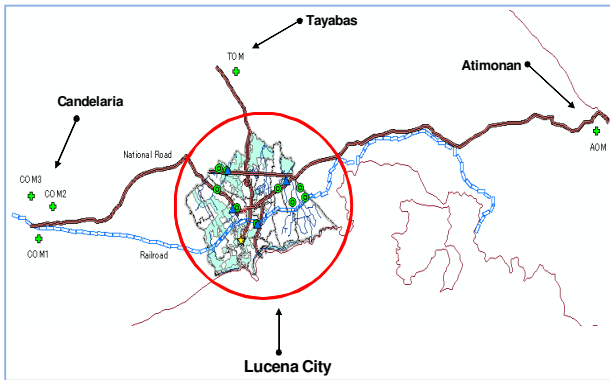 Tayabas
TOM
Atimonan
Candelaria
AOM
National Road
COM3
COM2
COM1
Railroad
Lucena City